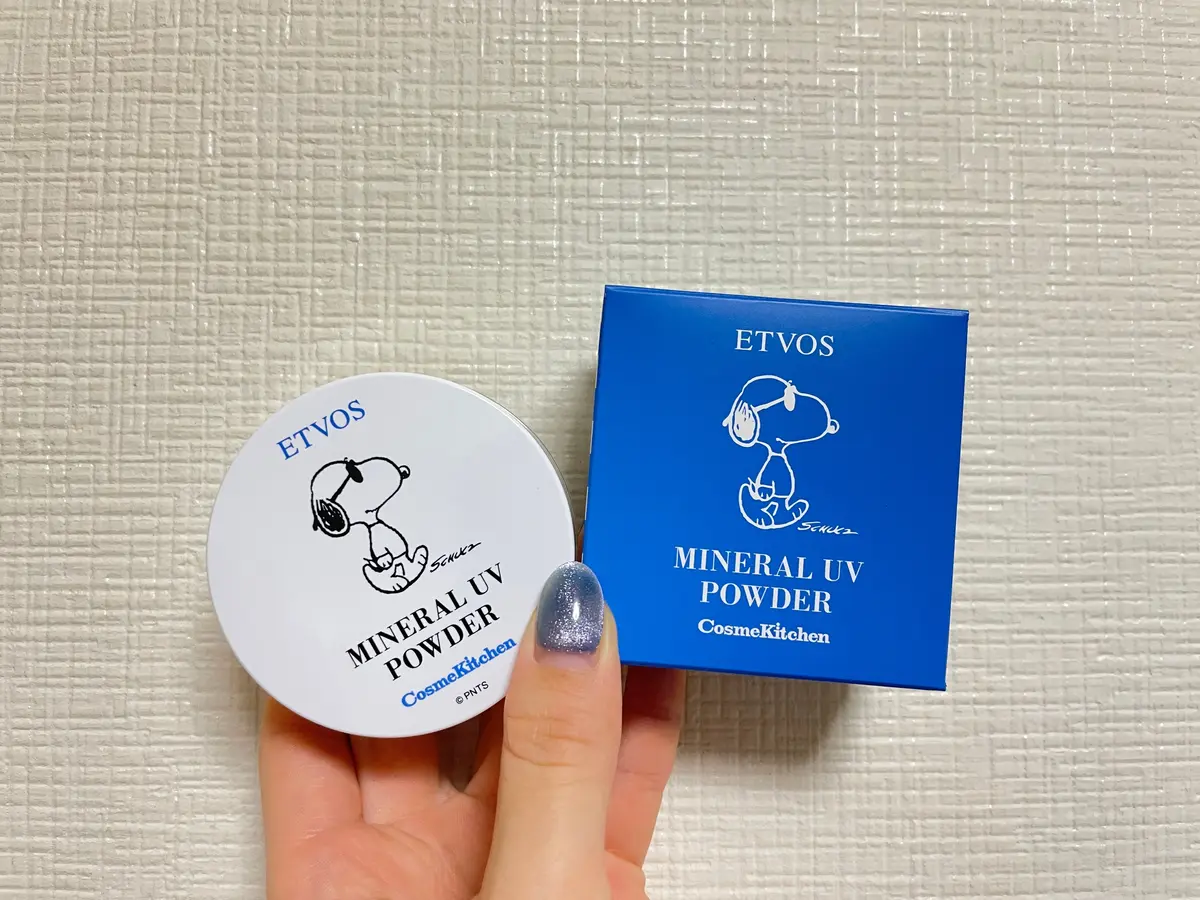 ETVOS
SCHULZ
MINERAL UV
POWDER
CosmeKitchen
© PNTS
ETVOS
SCHULZ
MINERAL UV
POWDER
CosmeKitchen